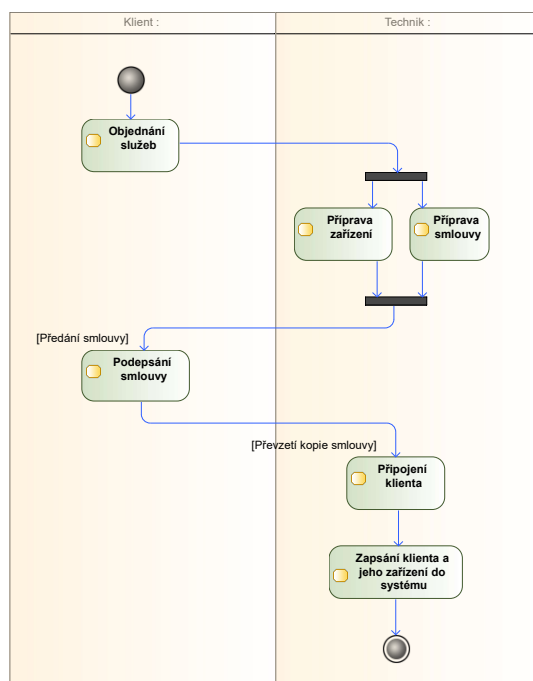 Klient :
Technik :
Objednání
služeb
Příprava
zařízení
Příprava
smlouvy
[Předání smlouvy]
Podepsání
smlouvy
[Převzetí kopie smlouvy]
Připojení
klienta
Zapsání klienta a
jeho zařízení do
systému